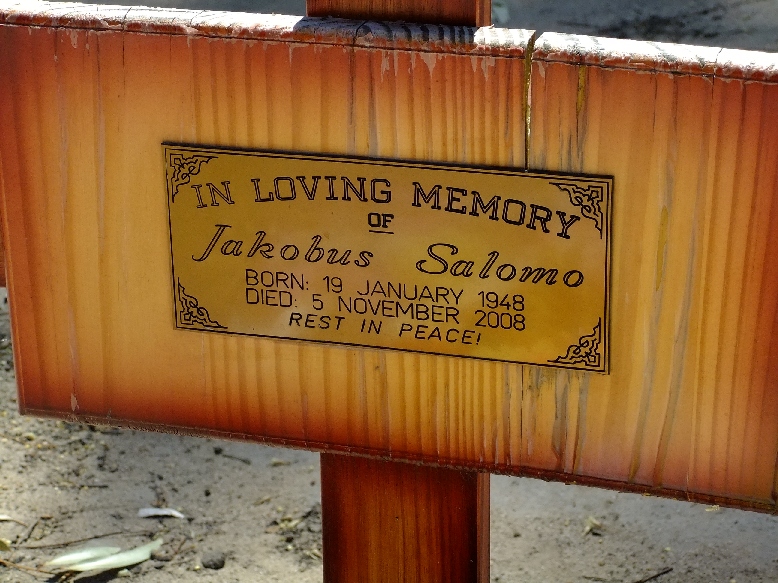 IN LOVING MEMORY
OF
Jakobus Salomo
BORN: 19 JANUARY 1948
DIED: 5 NOVEMBER 2008
REST IN PEACE!